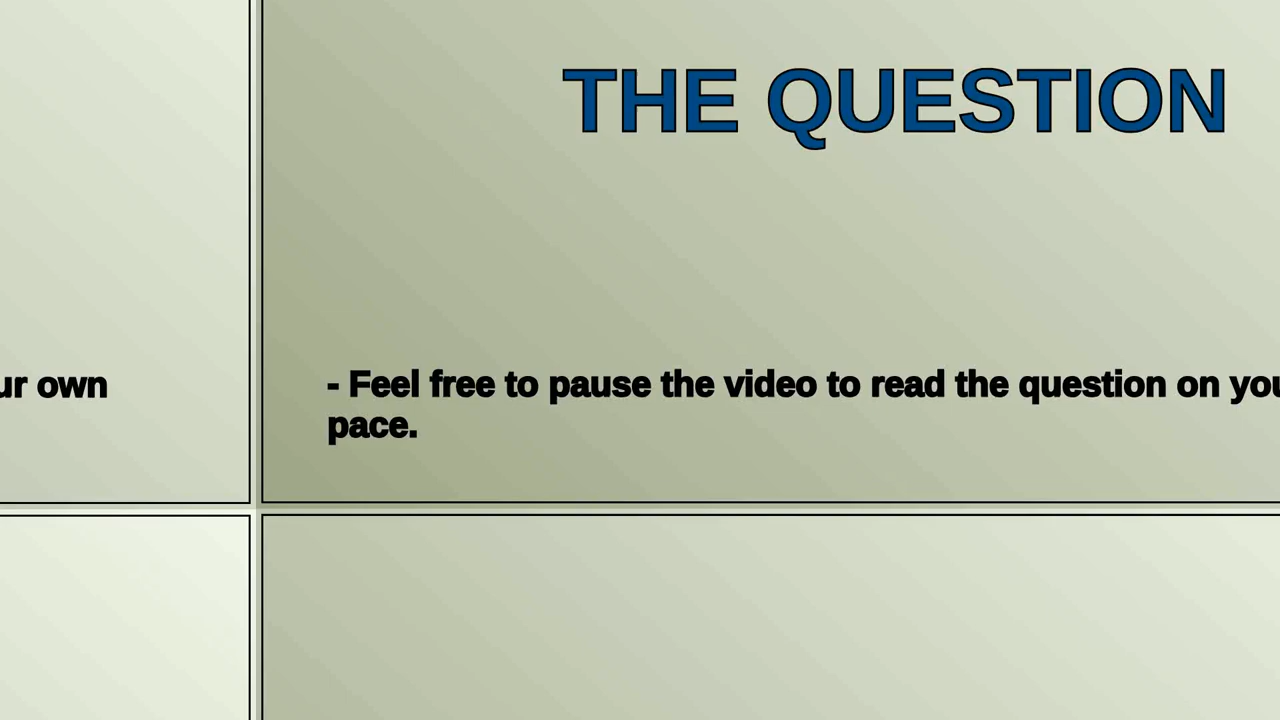 THE QUESTION
ur own
- Feel free to pause the video to read the question on you
pace.